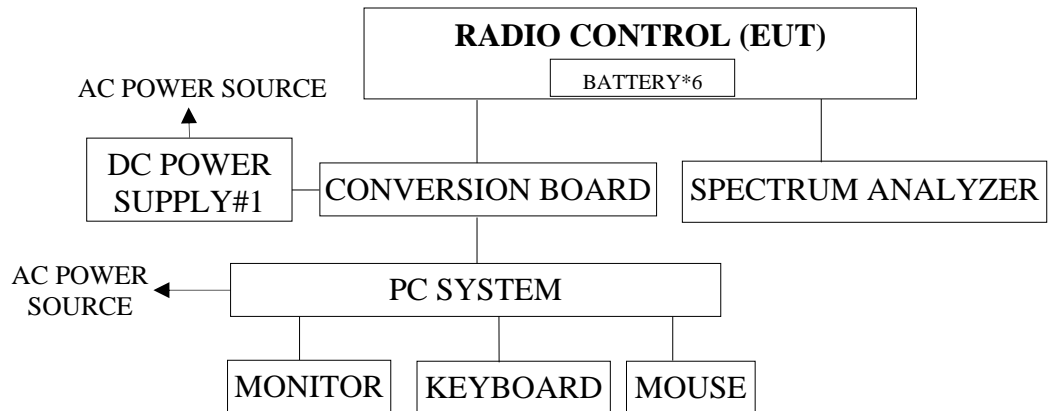 RADIO CONTROL (EUT)
BATTERY*6
AC POWER SOURCE
DC POWER
SUPPLY#1
CONVERSION BOARD
SPECTRUM ANALYZER
AC POWER
SOURCE
PC SYSTEM
MONITOR
KEYBOARD
MOUSE